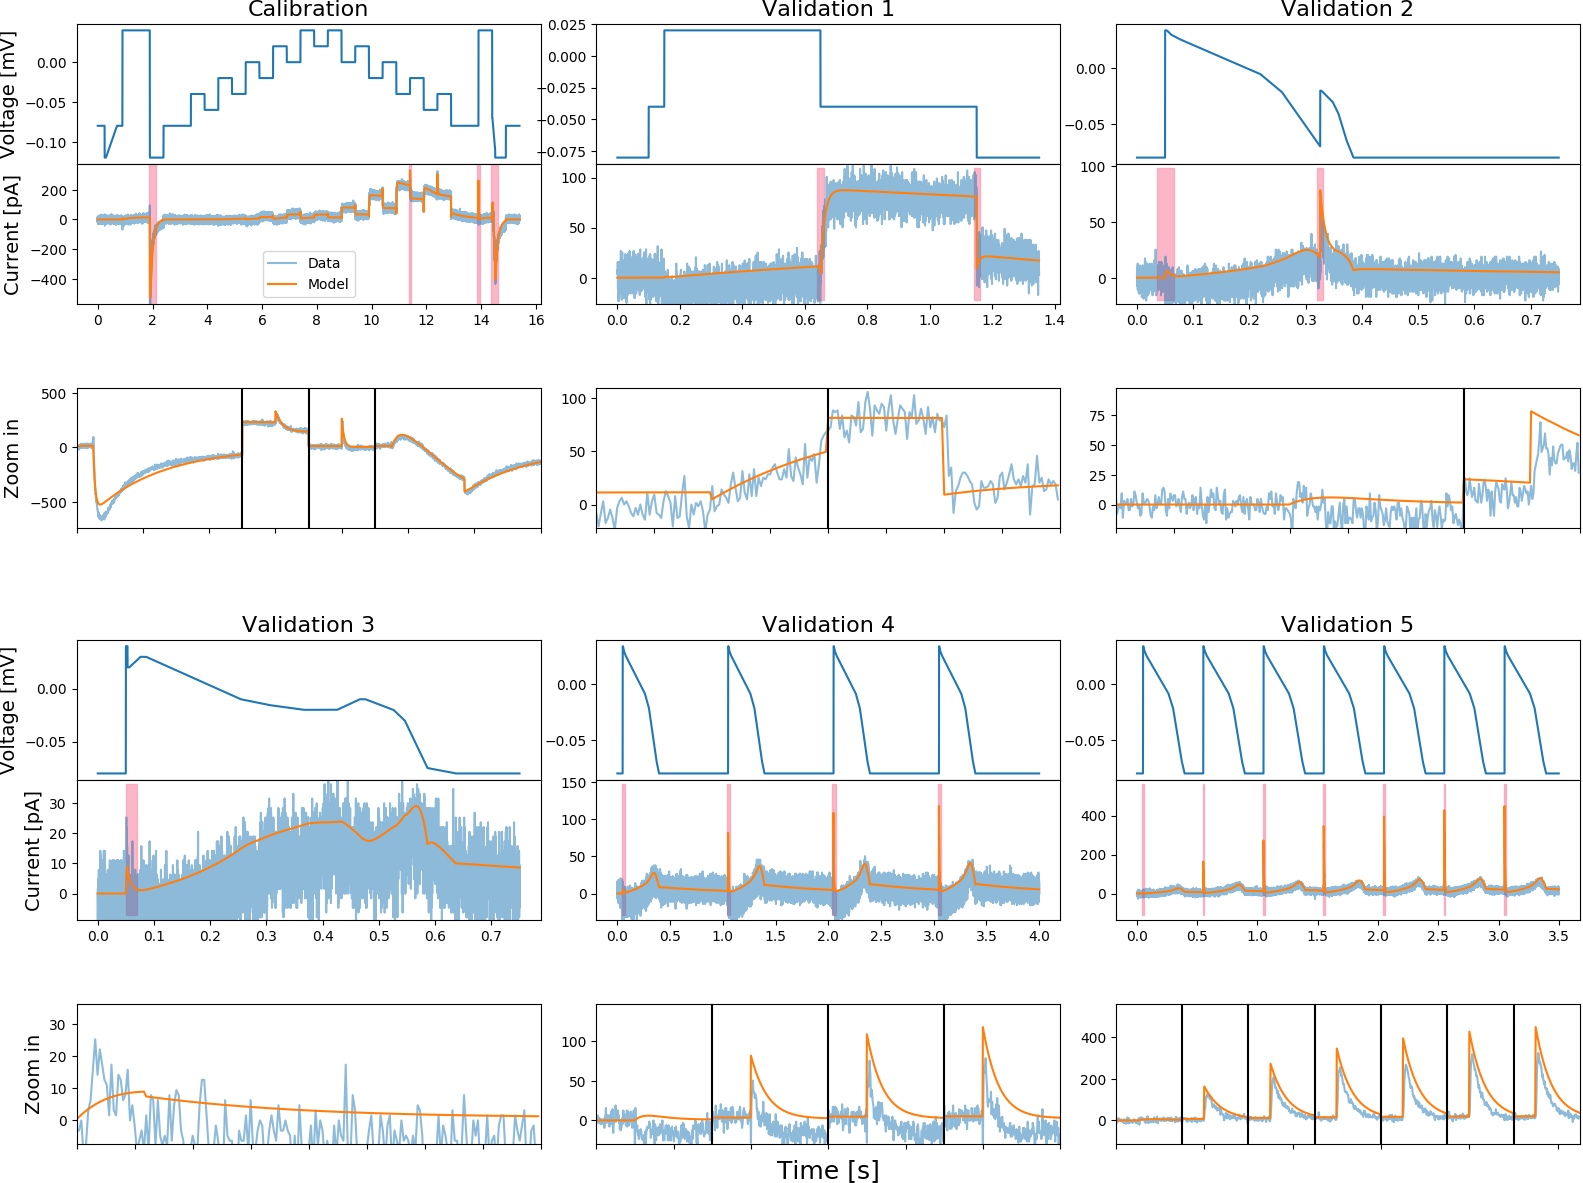 Calibration
Validation 1
Validation 2
Voltage [mV]
0.00
−0.05
−0.10
0.025
0.000
−0.025
−0.050
−0.075
0.00
−0.05
Current [pA]
200
0
−200
−400
Data
Model
0 2 4 6 8 10 12 14 16
100
50
0
0.0 0.2 0.4 0.6 0.8 1.0 1.2 1.4
100
50
0
0.0 0.1 0.2 0.3 0.4 0.5 0.6 0.7
Zoom in
500
0
−500
100
50
0
75
50
25
0
Validation 3
Validation 4
Validation 5
Voltage [mV]
0.00
−0.05
0.00
−0.05
0.00
−0.05
Current [pA]
30
20
10
0
0.0 0.1 0.2 0.3 0.4 0.5 0.6 0.7
150
100
50
0
0.0 0.5 1.0 1.5 2.0 2.5 3.0 3.5 4.0
400
200
0
0.0 0.5 1.0 1.5 2.0 2.5 3.0 3.5
Zoom in
30
20
10
0
100
50
0
400
200
0
Time [s]